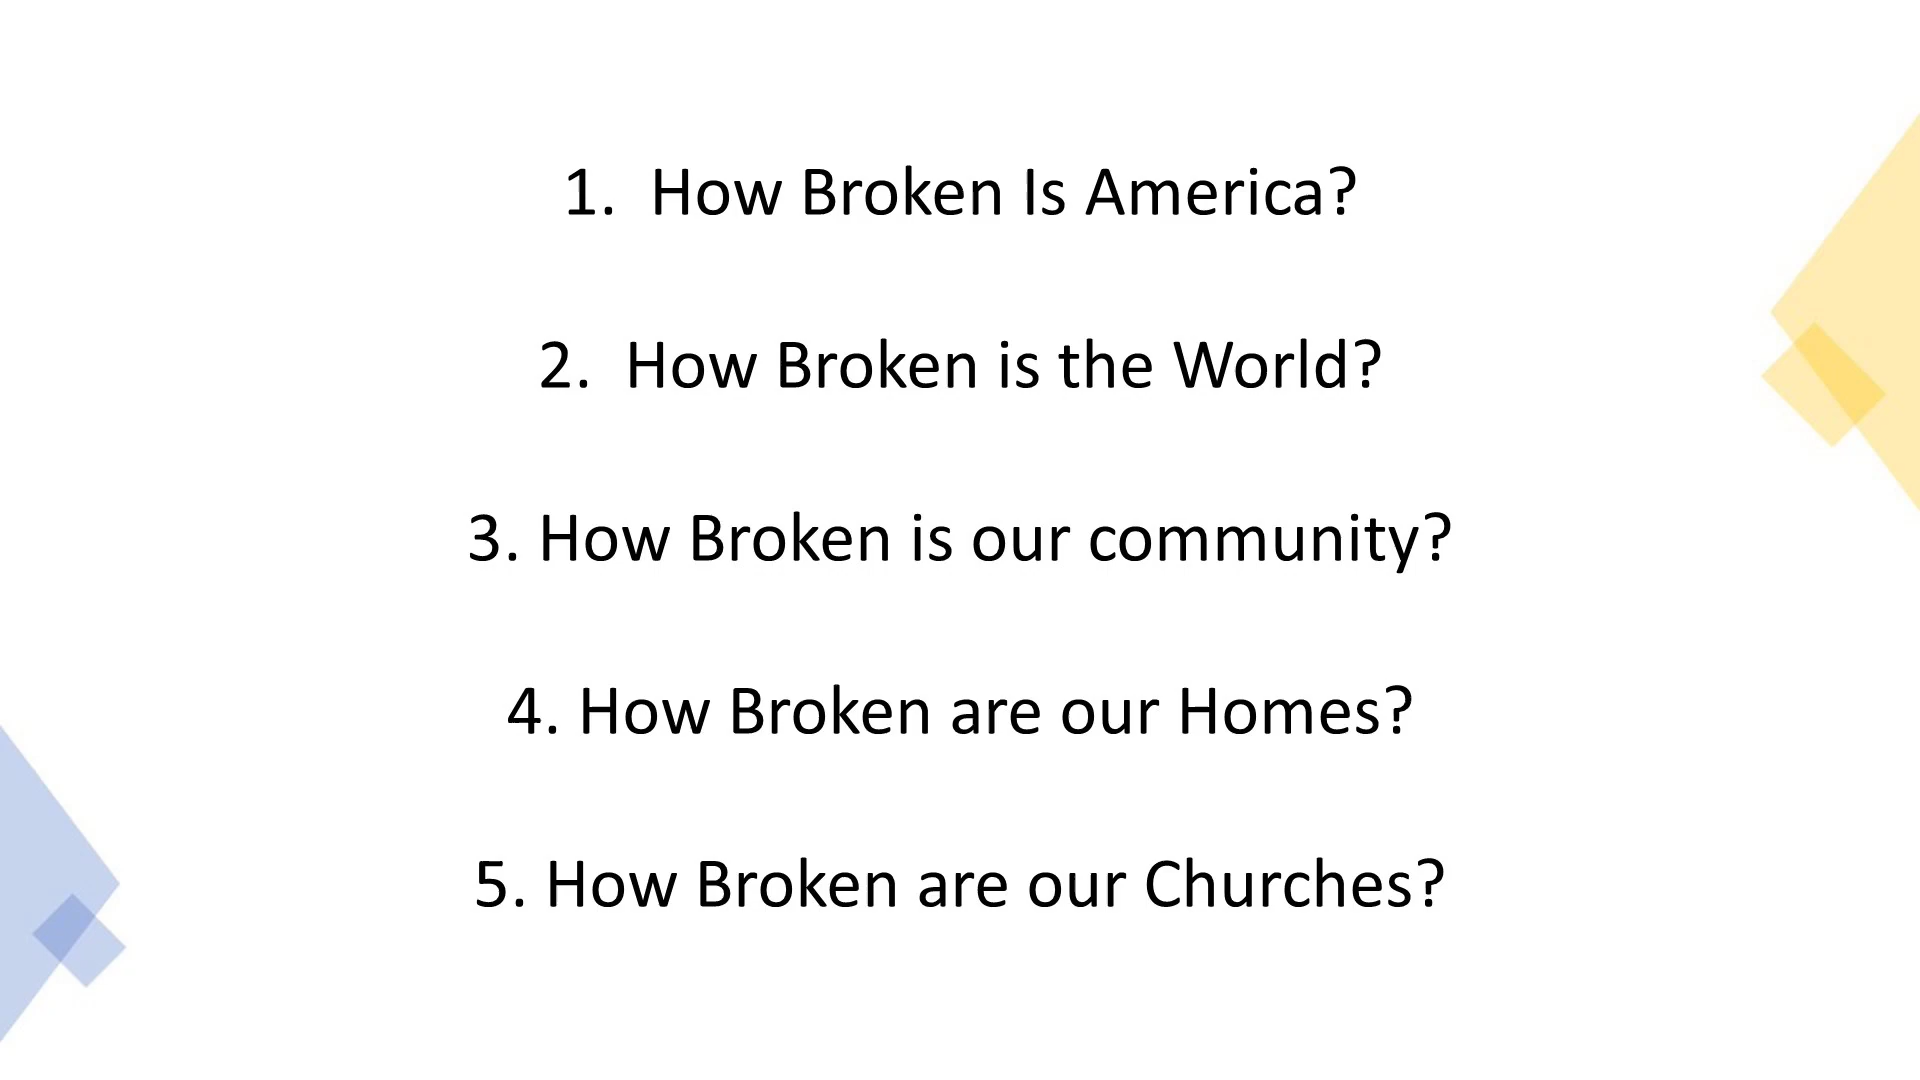 1.  How Broken Is America?
2.  How Broken is the World?
3. How Broken is our community?
4. How Broken are our Homes?
5. How Broken are our Churches?